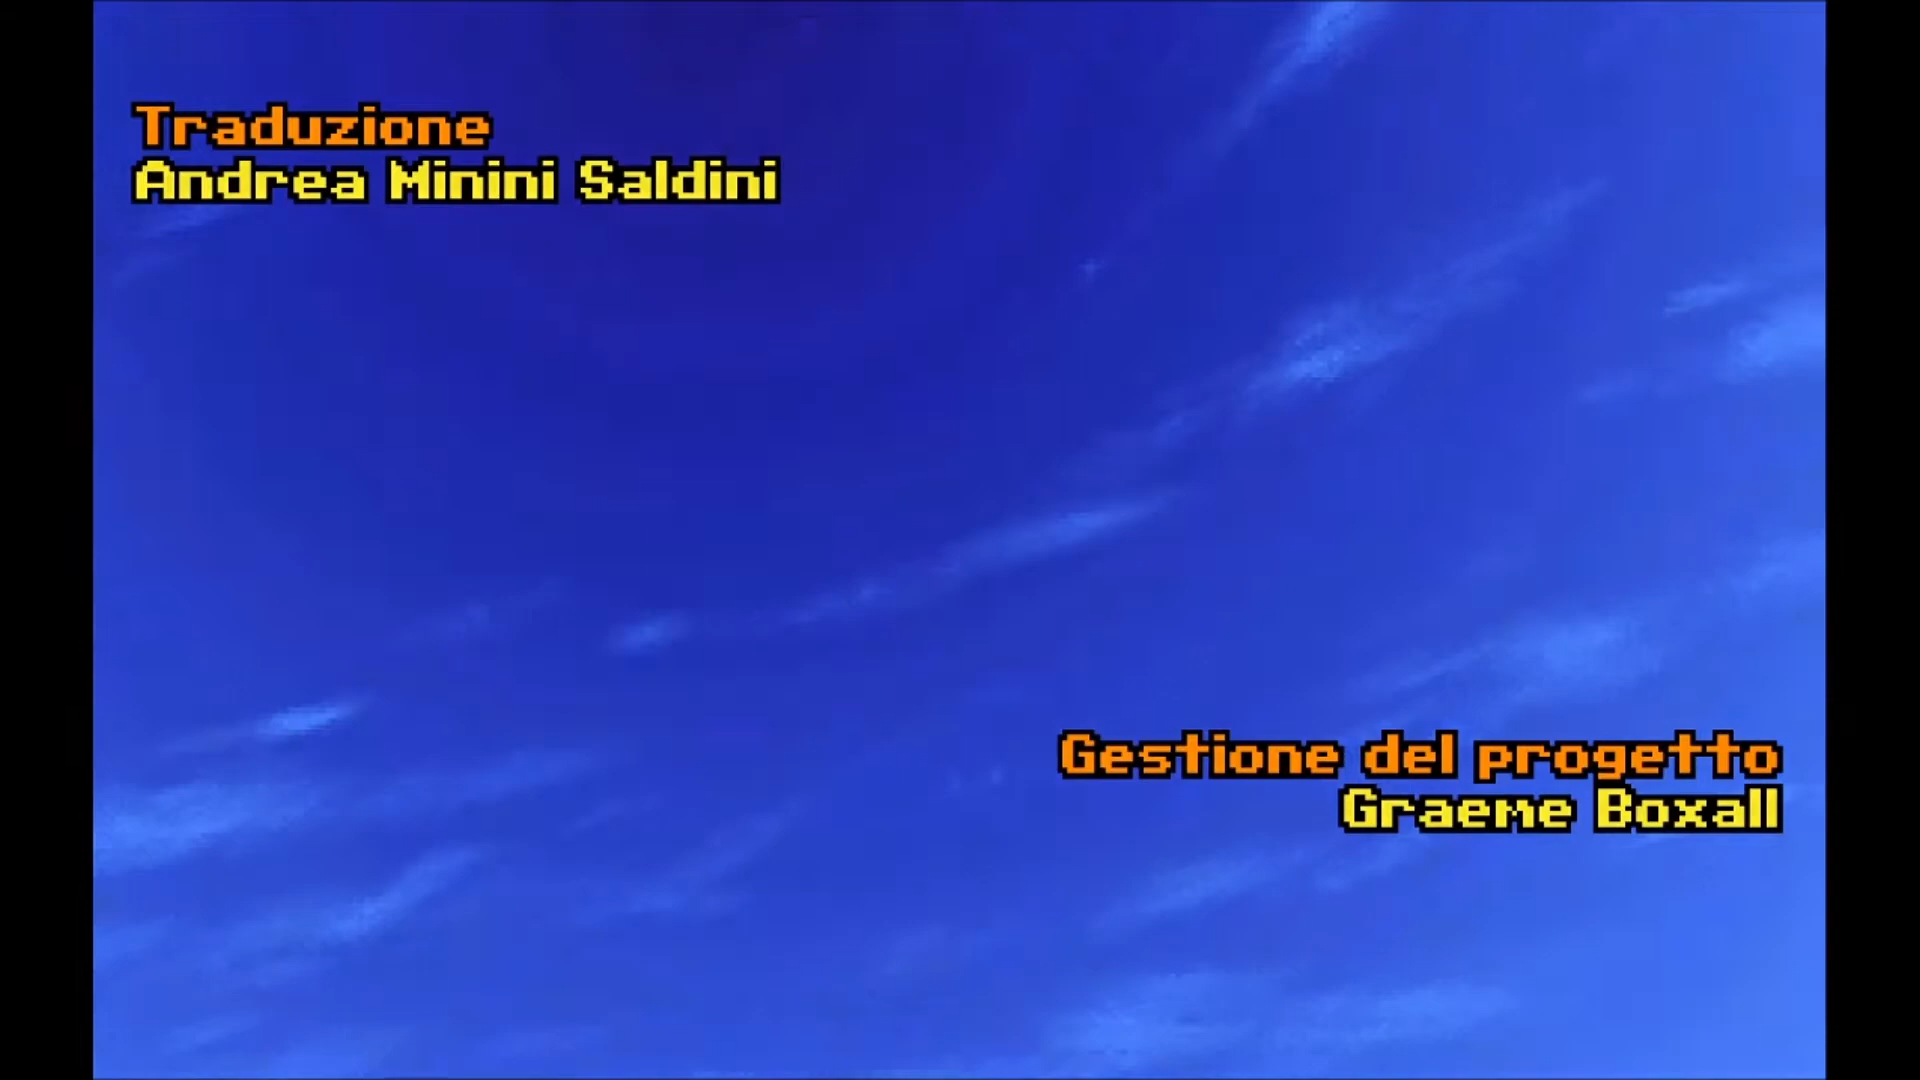 Traduzione
Andrea Minini Saldini
Gestione del progetto
Graeme Boxall